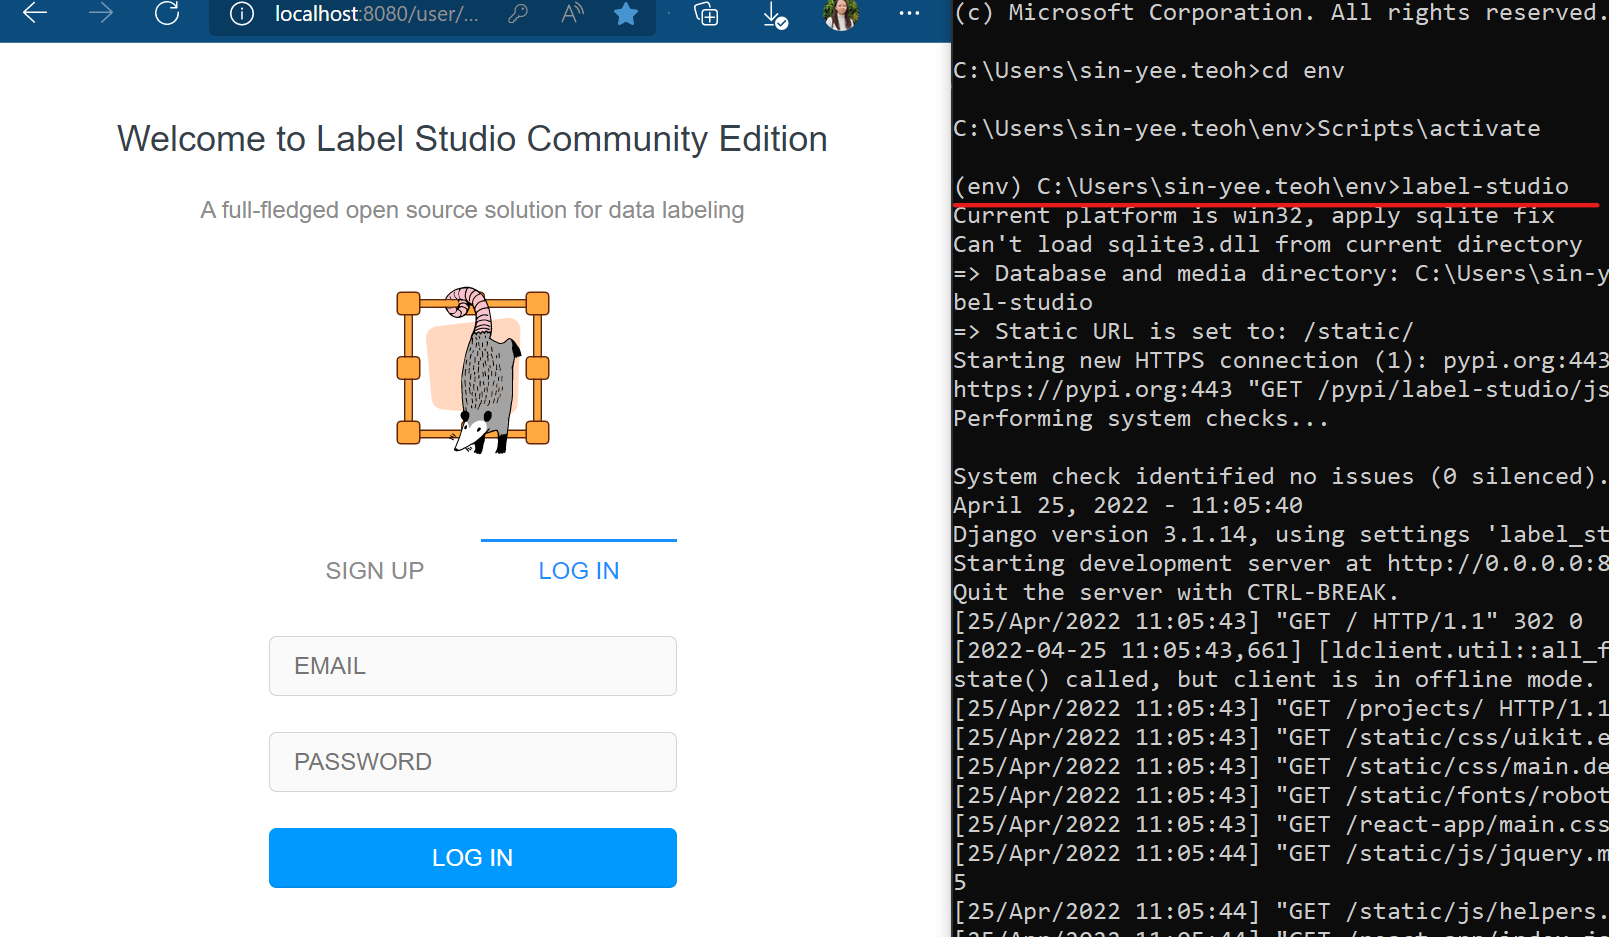 localhost:8080/user/...
Welcome to Label Studio Community Edition
A full-fledged open source solution for data labeling
SIGN UP
LOG IN
EMAIL
PASSWORD
LOG IN
(c) Microsoft Corporation. All rights reserved.
C:\Users\sin-yee.teoh>cd env
C:\Users\sin-yee.teoh\env>Scripts\activate
(env) C:\Users\sin-yee.teoh\env>label-studio
Current platform is win32, apply sqlite fix
Can't load sqlite3.dll from current directory
=> Database and media directory: C:\Users\sin-y
bel-studio
=> Static URL is set to: /static/
Starting new HTTPS connection (1): pypi.org:443
https://pypi.org:443 "GET /pypi/label-studio/js
Performing system checks...
System check identified no issues (0 silenced).
April 25, 2022 - 11:05:40
Django version 3.1.14, using settings 'label_st
Starting development server at http://0.0.0.0:8
Quit the server with CTRL-BREAK.
[25/Apr/2022 11:05:43] "GET / HTTP/1.1" 302 0
[2022-04-25 11:05:43,661] [ldclient.util::all_f
state() called, but client is in offline mode.
[25/Apr/2022 11:05:43] "GET /projects/ HTTP/1.1
[25/Apr/2022 11:05:43] "GET /static/css/uikit.e
[25/Apr/2022 11:05:43] "GET /static/css/main.de
[25/Apr/2022 11:05:43] "GET /static/fonts/robot
[25/Apr/2022 11:05:43] "GET /react-app/main.css
[25/Apr/2022 11:05:44] "GET /static/js/jquery.m
5
[25/Apr/2022 11:05:44] "GET /static/js/helpers.